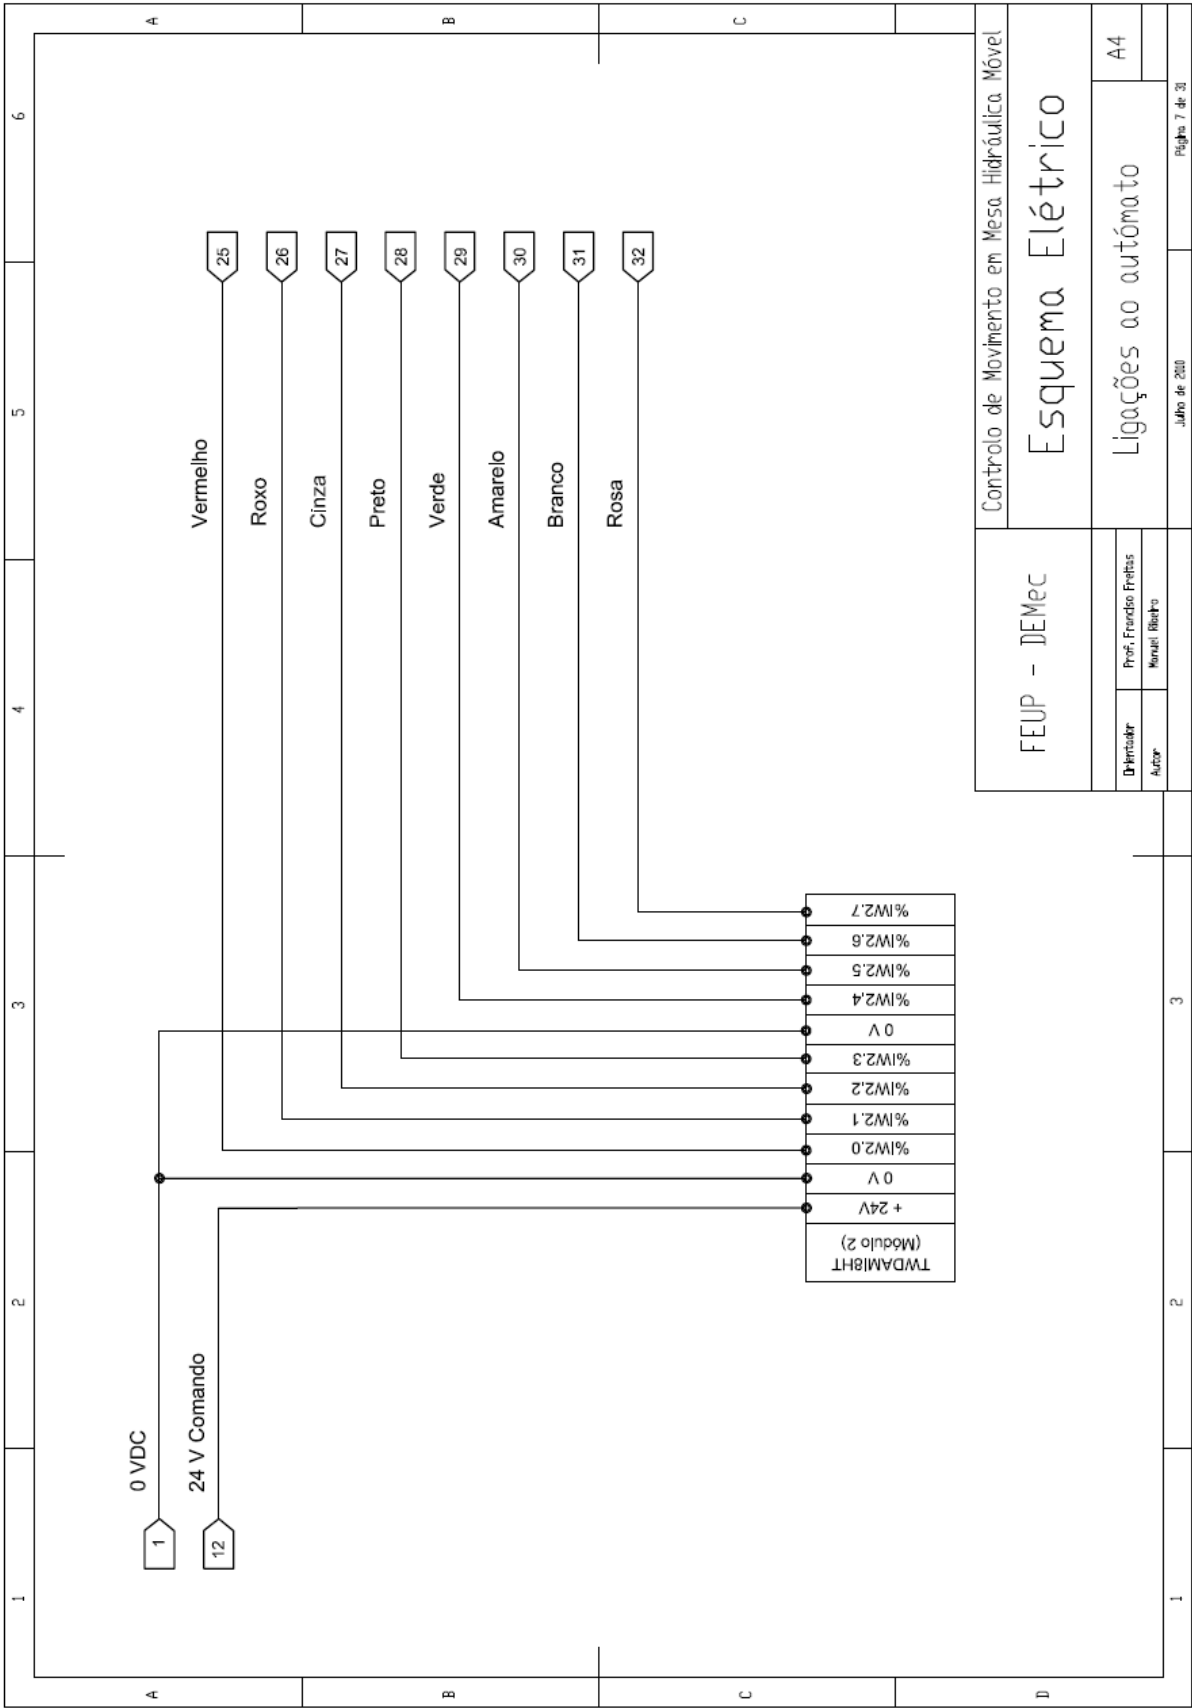 1 2 3 4 5 6
A
B
C
D
A
B
C
1 2 3
1
0 VDC
12
24 V Comando
Vermelho
25
Roxo
26
Cinza
27
Preto
28
Verde
29
Amarelo
30
Branco
31
Rosa
32
TWDAMI8HT
(Módulo 2)
+ 24V
0 V
%IW2.0
%IW2.1
%IW2.2
%IW2.3
0 V
%IW2.4
%IW2.5
%IW2.6
%IW2.7
FEUP - DEMec
Controlo de Movimento em Mesa Hidráulica Móvel
Esquema Elétrico
Orientador
Prof. Franciso Freitas
Autor
Manuel Ribeiro
Ligações ao autómato
A4
Julho de 2010
Página 7 de 31